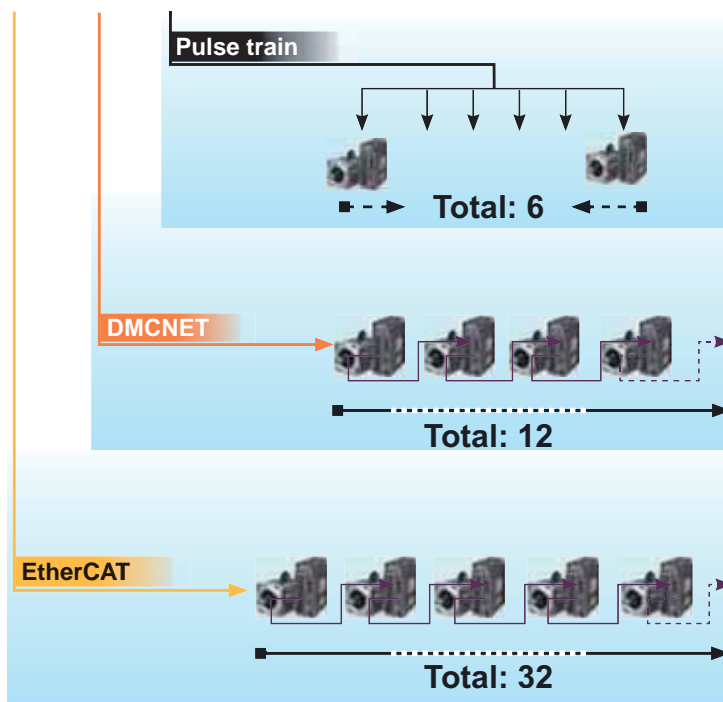 Pulse train
Total: 6
DMCNET
Total: 12
EtherCAT
Total: 32